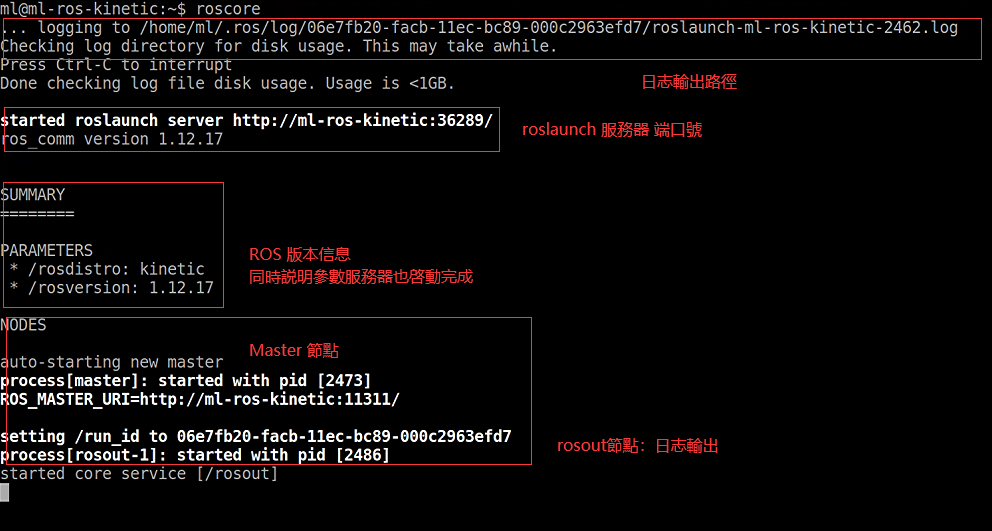 ml@ml-ros-kinetic:~$ roscore
... logging to /home/ml/.ros/log/06e7fb20-facb-11ec-bc89-000c2963efd7/roslaunch-ml-ros-kinetic-2462.log
Checking log directory for disk usage. This may take awhile.
Press Ctrl-C to interrupt
Done checking log file disk usage. Usage is <1GB.
日志輸出路徑
started roslaunch server http://ml-ros-kinetic:36289/
roslaunch 服務器 端口號
ros_comm version 1.12.17
SUMMARY
========
PARAMETERS
* /rosdistro: kinetic
* /rosversion: 1.12.17
ROS 版本信息
同時説明參數服務器也啓動完成
NODES
Master 節點
auto-starting new master
process[master]: started with pid [2473]
ROS_MASTER_URI=http://ml-ros-kinetic:11311/
setting /run_id to 06e7fb20-facb-11ec-bc89-000c2963efd7
process[rosout-1]: started with pid [2486]
rosout節點：日志輸出
started core service [/rosout]